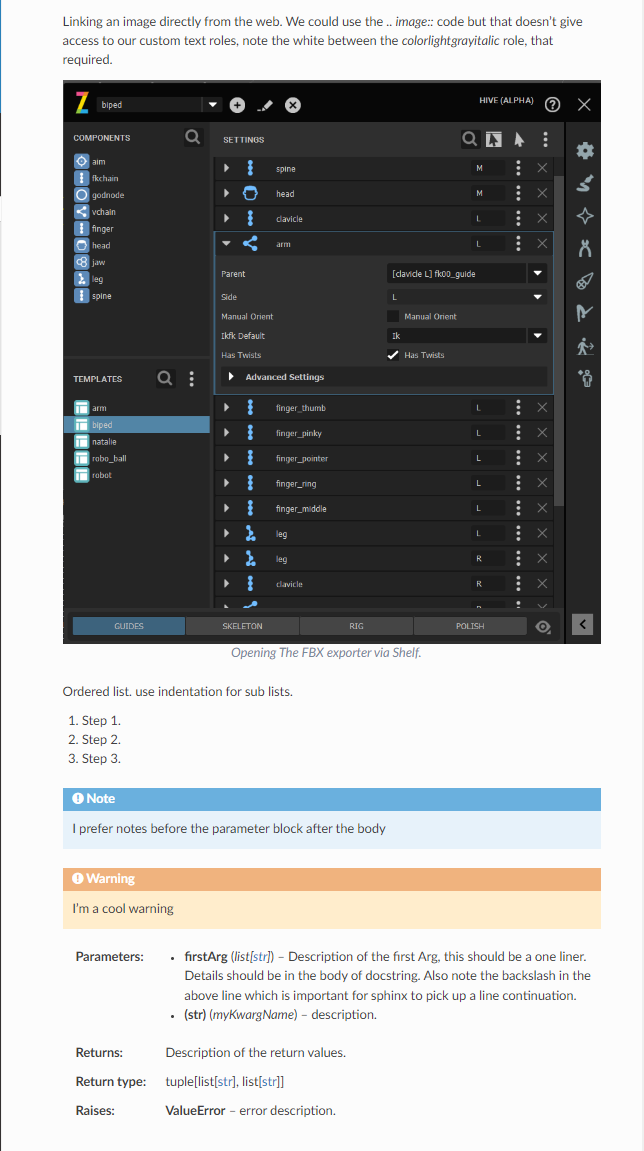 Linking an image directly from the web. We could use the .. image:: code but that doesn't give
access to our custom text roles, note the white between the colorlightgrayitalic role, that
required.
biped
HIVE (ALPHA)
COMPONENTS
aim
fkchain
godnode
vchain
finger
head
jaw
leg
spine
TEMPLATES
arm
biped
natalie
robo_ball
robot
SETTINGS
spine M
head M
clavicle L
arm L
Parent [clavicle L] fk00_guide
Side L
Manual Orient Manual Orient
Ikfk Default Ik
Has Twists Has Twists
Advanced Settings
finger_thumb L
finger_pinky L
finger_pointer L
finger_ring L
finger_middle L
leg L
leg R
clavicle R
GUIDES SKELETON RIG POLISH
Opening The FBX exporter via Shelf.
Ordered list. use indentation for sub lists.
1. Step 1.
2. Step 2.
3. Step 3.
Note
I prefer notes before the parameter block after the body
Warning
I'm a cool warning
Parameters: • firstArg (list[str]) – Description of the first Arg, this should be a one liner.
Details should be in the body of docstring. Also note the backslash in the
above line which is important for sphinx to pick up a line continuation.
• (str) (myKwargName) – description.
Returns: Description of the return values.
Return type: tuple[list[str], list[str]]
Raises: ValueError – error description.